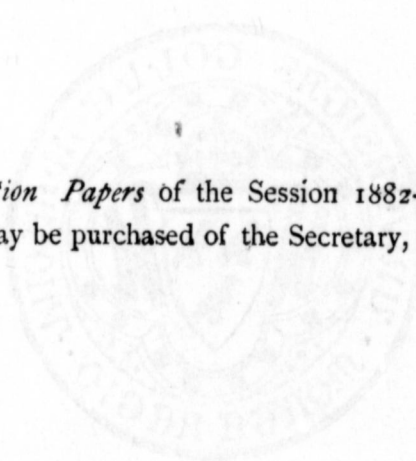 ion Papers of the Session 1882-
ay be purchased of the Secretary,